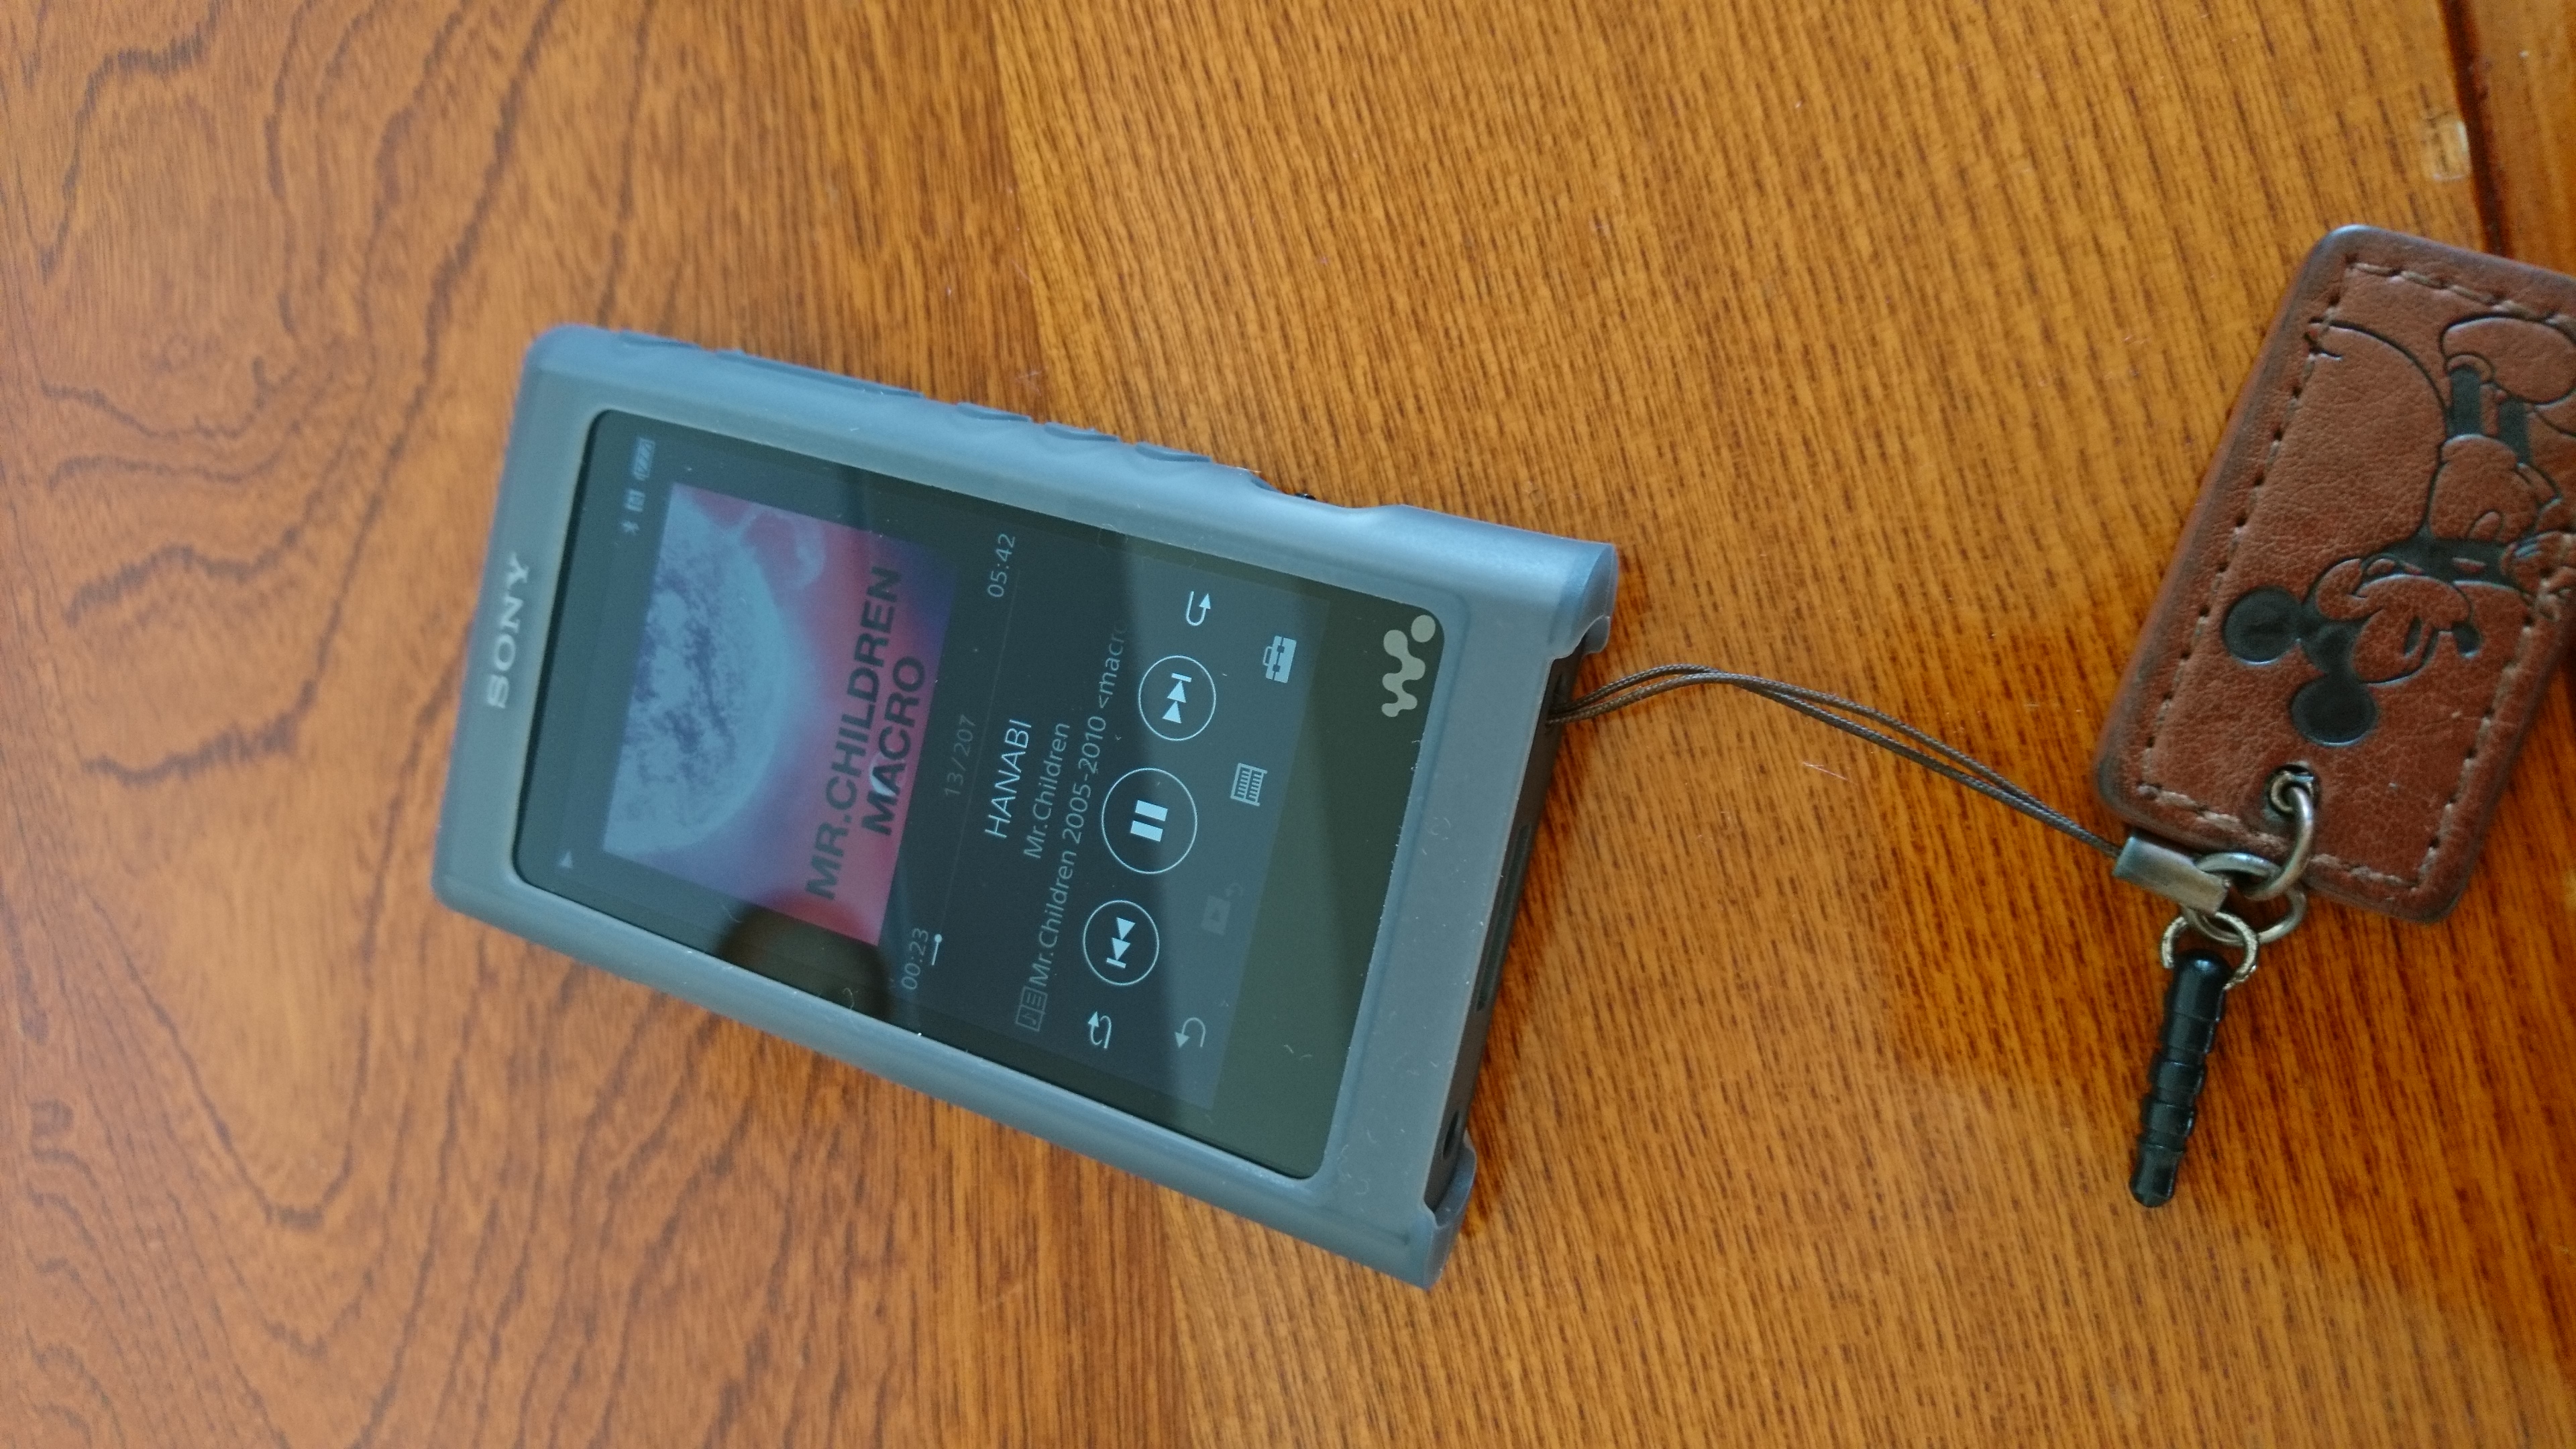 SONY
MR.CHILDREN
MACRO
00:23
13/207
05:42
HANABI
Mr.Children
Mr.Children 2005-2010 <macr